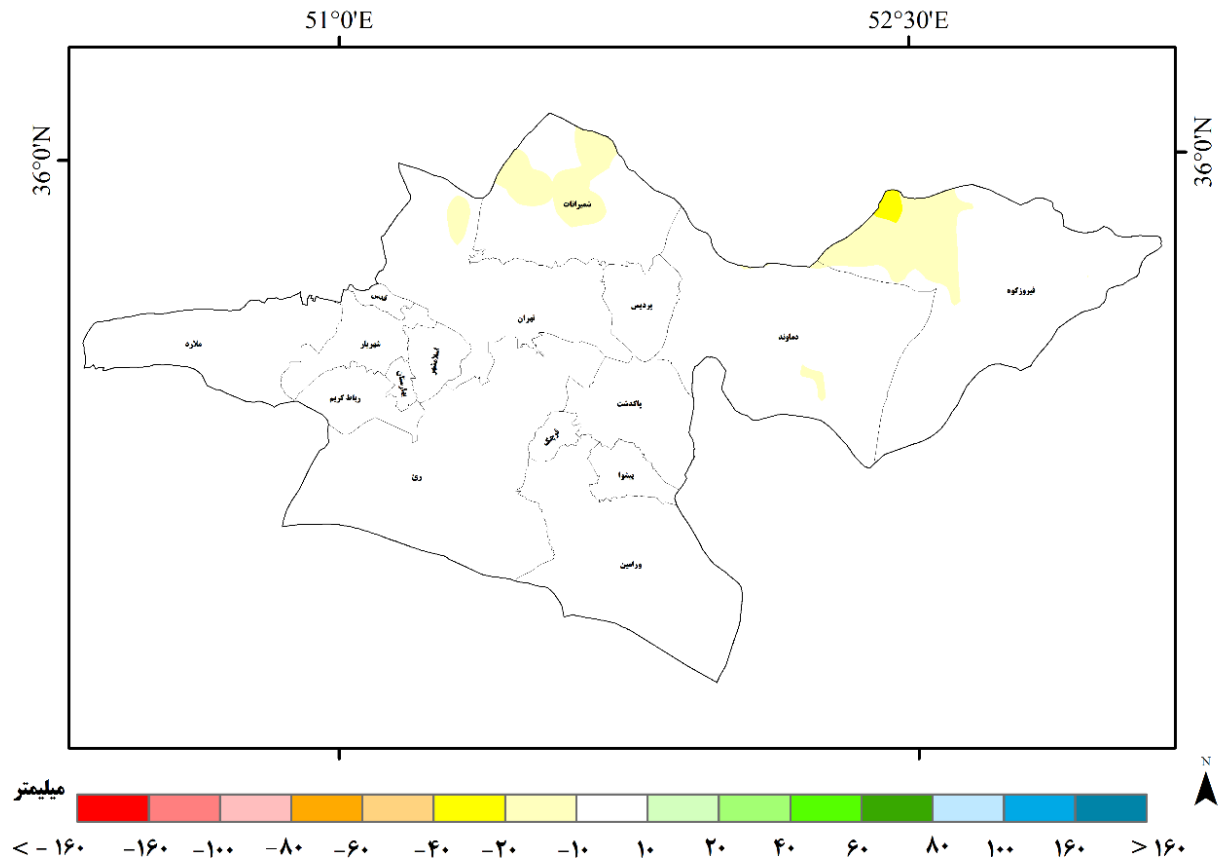 51°0'E 52°30'E
36°0'N 36°0'N
شمیرانات
فیروزکوه
پردیس
قدس
تهران
دماوند
ملارد
شهریار
اسلامشهر
بهارستان
رباط کریم
پاکدشت
قرچک
ری
پیشوا
ورامین
N
میلیمتر
< - ۱۶۰ -۱۶۰ -۱۰۰ -۸۰ -۶۰ -۴۰ -۲۰ -۱۰ ۱۰ ۲۰ ۴۰ ۶۰ ۸۰ ۱۰۰ ۱۶۰ > ۱۶۰